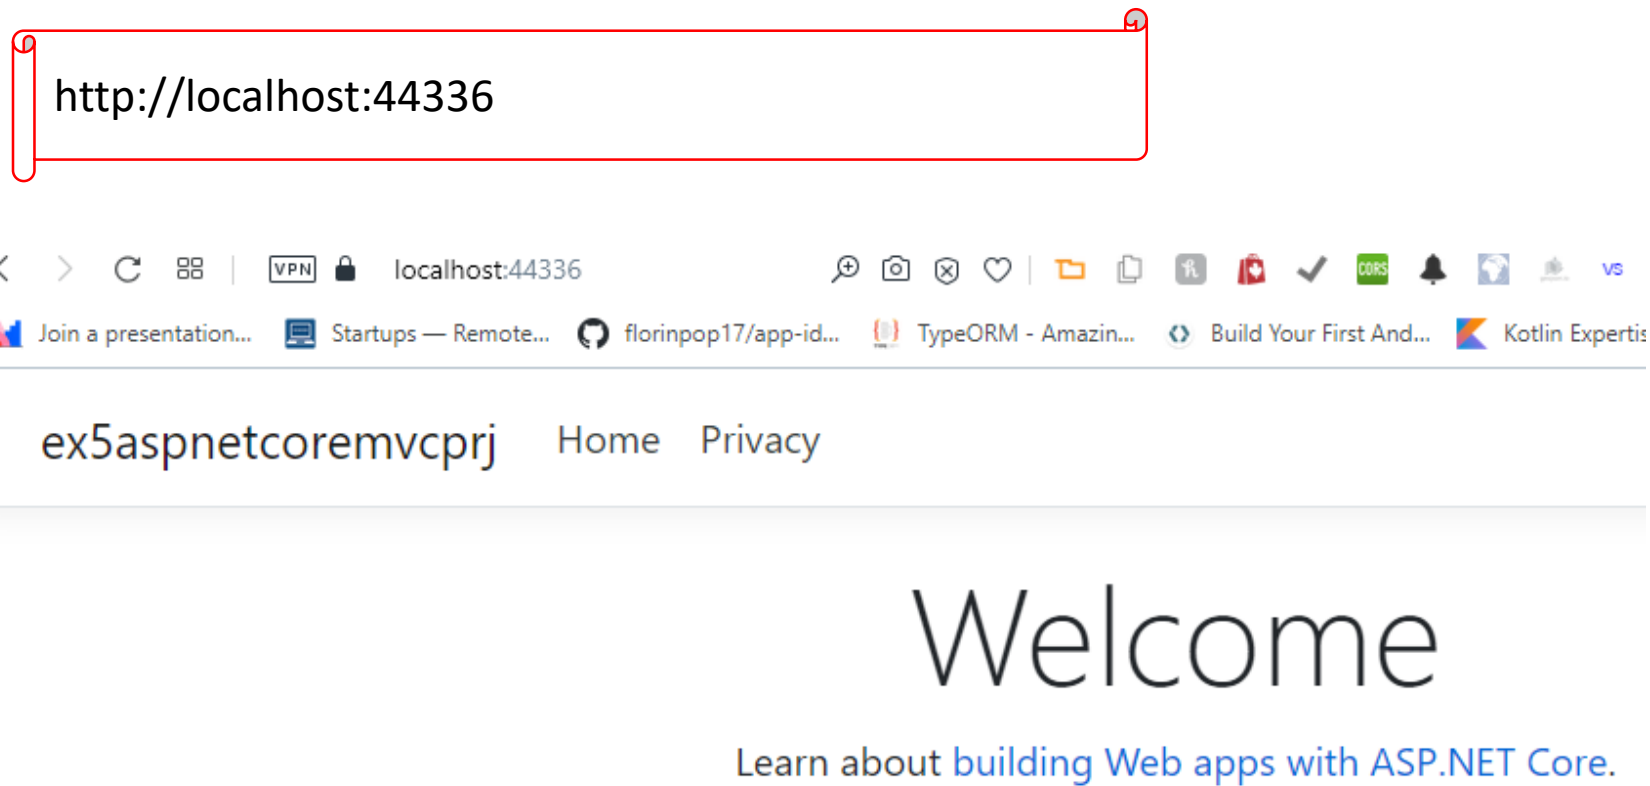 http://localhost:44336
VPN localhost:44336 CORS VS
Join a presentation... Startups — Remote... florinpop17/app-id... TypeORM - Amazin... Build Your First And... Kotlin Expertis
ex5aspnetcoremvcprj Home Privacy
Welcome
Learn about building Web apps with ASP.NET Core.